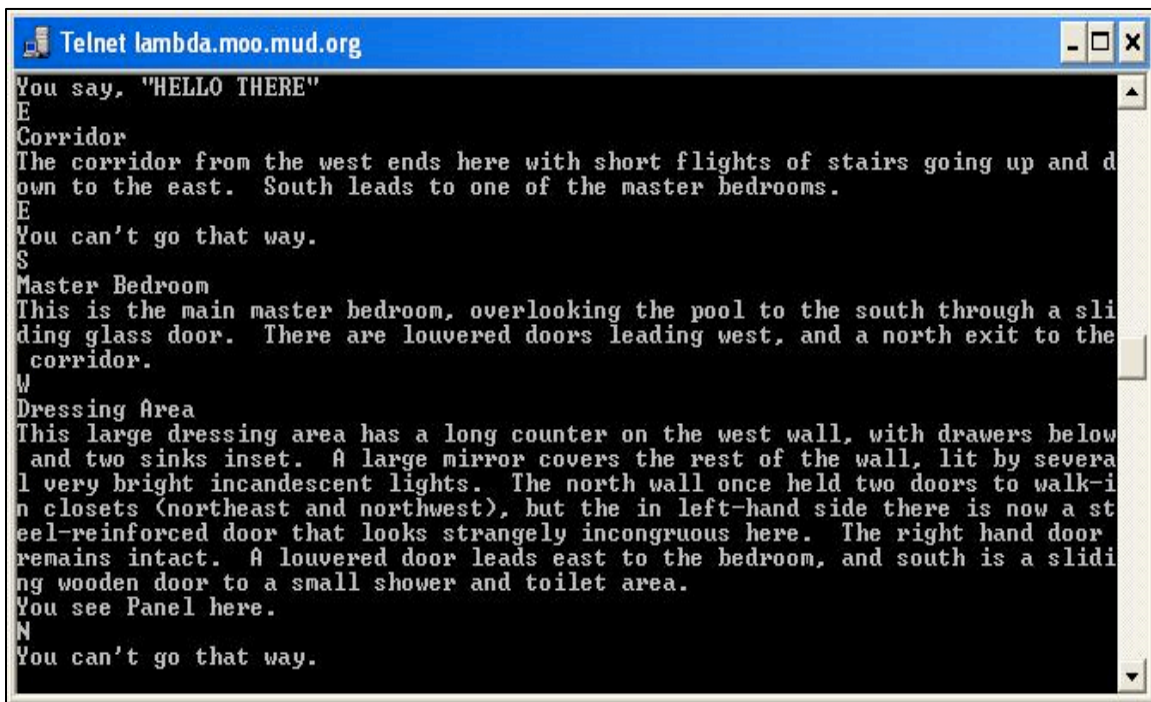 Telnet lambda.moo.mud.org
You say, "HELLO THERE"
E
Corridor
The corridor from the west ends here with short flights of stairs going up and d
own to the east.  South leads to one of the master bedrooms.
E
You can't go that way.
S
Master Bedroom
This is the main master bedroom, overlooking the pool to the south through a sli
ding glass door.  There are louvered doors leading west, and a north exit to the
 corridor.
W
Dressing Area
This large dressing area has a long counter on the west wall, with drawers below
 and two sinks inset.  A large mirror covers the rest of the wall, lit by severa
l very bright incandescent lights.  The north wall once held two doors to walk-i
n closets (northeast and northwest), but the in left-hand side there is now a st
eel-reinforced door that looks strangely incongruous here.  The right hand door
remains intact.  A louvered door leads east to the bedroom, and south is a slidi
ng wooden door to a small shower and toilet area.
You see Panel here.
N
You can't go that way.